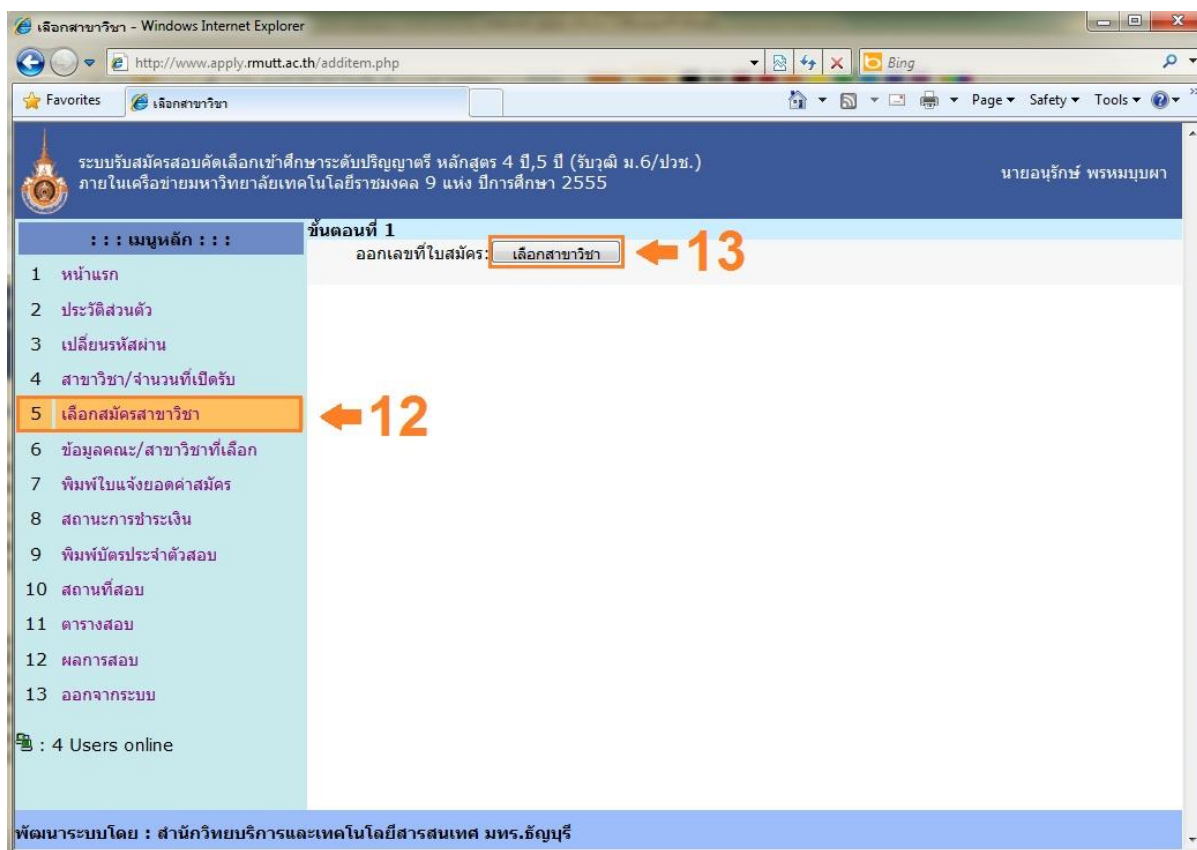 เลือกสาขาวิชา - Windows Internet Explorer
http://www.apply.rmutt.ac.th/additem.php
Bing
Favorites เลือกสาขาวิชา Page Safety Tools
ระบบรับสมัครสอบคัดเลือกเข้าศึกษาระดับปริญญาตรี หลักสูตร 4 ปี,5 ปี (รับวุฒิ ม.6/ปวช.)
ภายในเครือข่ายมหาวิทยาลัยเทคโนโลยีราชมงคล 9 แห่ง ปีการศึกษา 2555
นายอนุรักษ์ พรหมบุบผา
: : : เมนูหลัก : : :
1 หน้าแรก
2 ประวัติส่วนตัว
3 เปลี่ยนรหัสผ่าน
4 สาขาวิชา/จำนวนที่เปิดรับ
5 เลือกสมัครสาขาวิชา
6 ข้อมูลคณะ/สาขาวิชาที่เลือก
7 พิมพ์ใบแจ้งยอดค่าสมัคร
8 สถานะการชำระเงิน
9 พิมพ์บัตรประจำตัวสอบ
10 สถานที่สอบ
11 ตารางสอบ
12 ผลการสอบ
13 ออกจากระบบ
: 4 Users online
ขั้นตอนที่ 1
ออกเลขที่ใบสมัคร: เลือกสาขาวิชา 13
12
พัฒนาระบบโดย : สำนักวิทยบริการและเทคโนโลยีสารสนเทศ มทร.ธัญบุรี